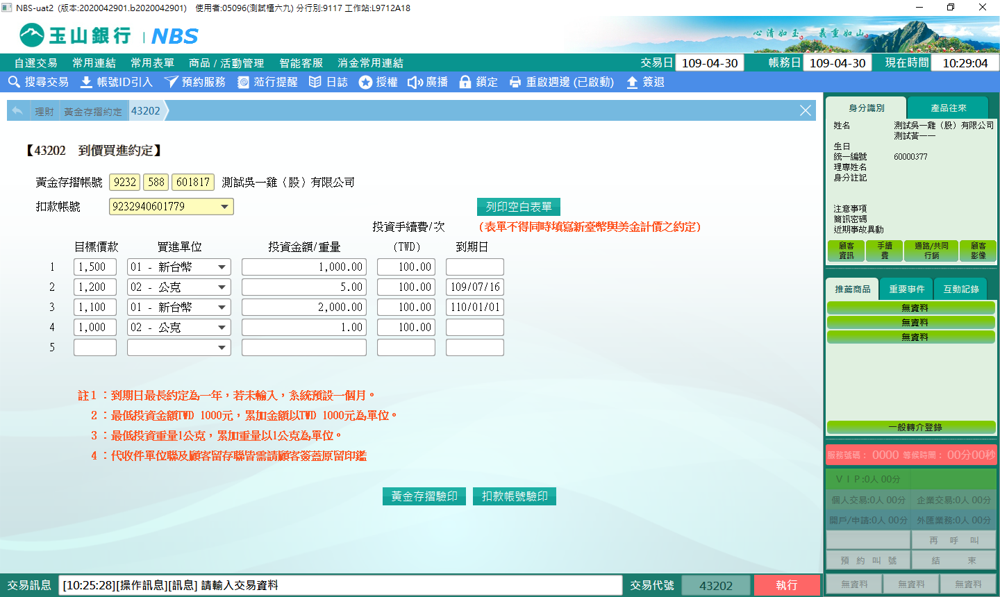 NBS-uat2 (版本:2020042901.b2020042901) 使用者:05096(測試櫃六九) 分行別:9117 工作站:L9712A18
玉山銀行 | NBS
心清如玉。 義重如山。
自選交易 常用連結 常用表單 商品 / 活動管理 智能客服 消金常用連結 交易日 109-04-30 帳務日 109-04-30 現在時間 10:29:04
搜尋交易 帳號ID引入 預約服務 蒞行提醒 日誌 授權 廣播 鎖定 重啟週邊 (已啟動) 簽退
理財 黃金存摺約定 43202
【43202 到價買進約定】
黃金存摺帳號 9232 588 601817 測試吳一雞（股）有限公司
扣款帳號 9232940601779 列印空白表單
投資手續費/次 (表單不得同時填寫新臺幣與美金計價之約定)
目標價款 買進單位 投資金額/重量 (TWD) 到期日
1 1,500 01 - 新台幣 1,000.00 100.00
2 1,200 02 - 公克 5.00 100.00 109/07/16
3 1,100 01 - 新台幣 2,000.00 100.00 110/01/01
4 1,000 02 - 公克 1.00 100.00
5
註1：到期日最長約定為一年，若未輸入，系統預設一個月。
2：最低投資金額TWD 1000元，累加金額以TWD 1000元為單位。
3：最低投資重量1公克，累加重量以1公克為單位。
4：代收件單位聯及顧客留存聯皆需請顧客簽蓋原留印鑑
黃金存摺驗印 扣款帳號驗印
交易訊息 [10:25:28][操作訊息][訊息] 請輸入交易資料 交易代號 43202 執行
身分識別 產品往來
姓名 測試吳一雞（股）有限公司
測試黃一一
生日
統一編號 60000377
理專姓名
身分註記
注意事項
簡訊密碼
近期事故異動
顧客資訊 手續費 通路/共同行銷 顧客影像
推薦商品 重要事件 互動記錄
無資料
無資料
無資料
一般轉介登錄
服務號碼： 0000 等候時間： 00分00秒
ＶＩＰ:0人 00分
個人交易:0人 00分 企業交易:0人 00分
開戶/申請:0人 00分 外匯業務:0人 00分
再 呼 叫
預 約 叫 號 結 束
無資料 無資料 無資料